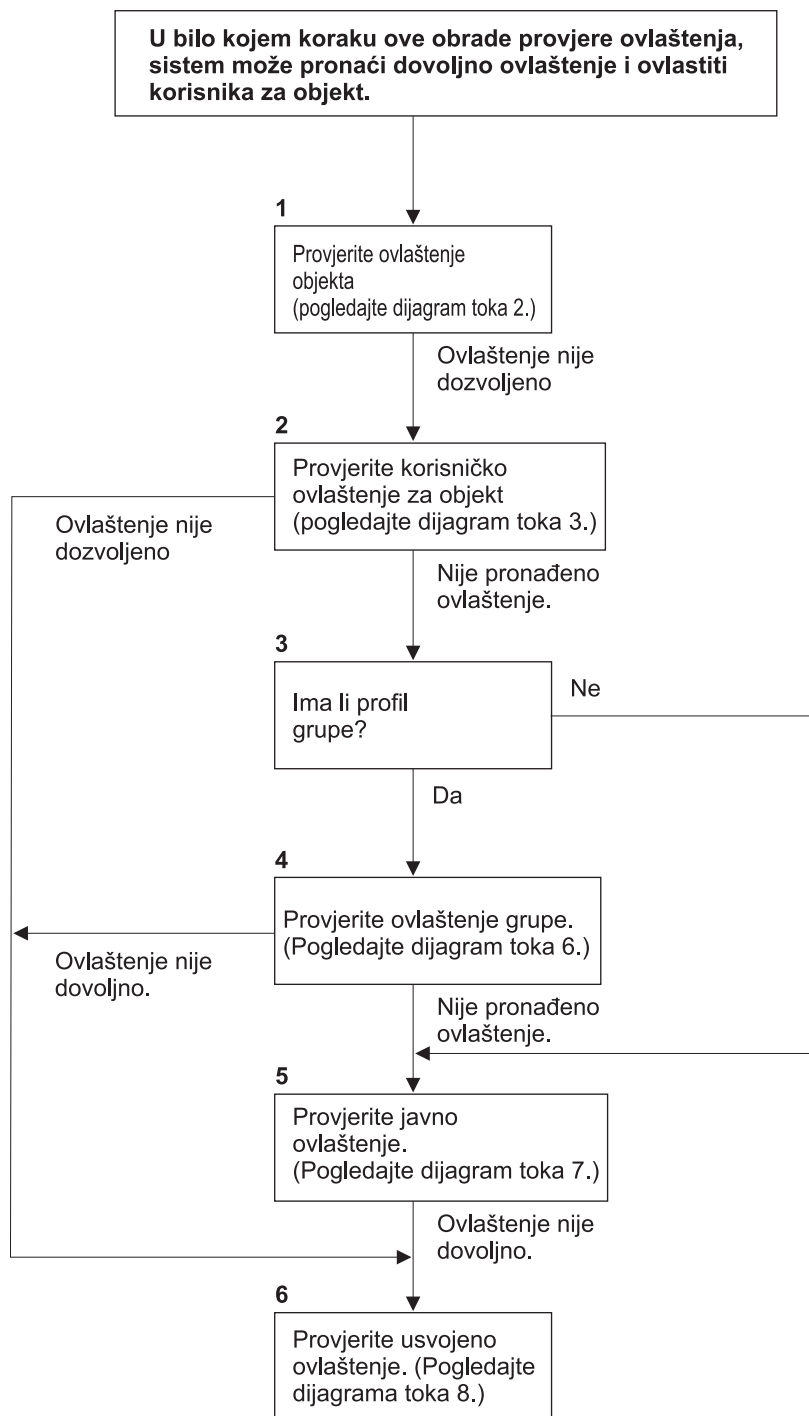 U bilo kojem koraku ove obrade provjere ovlaštenja,
sistem može pronaći dovoljno ovlaštenje i ovlastiti
korisnika za objekt.
1
Provjerite ovlaštenje
objekta
(pogledajte dijagram toka 2.)
Ovlaštenje nije
dozvoljeno
2
Provjerite korisničko
ovlaštenje za objekt
(pogledajte dijagram toka 3.)
Ovlaštenje nije
dozvoljeno
Nije pronađeno
ovlaštenje.
3
Ima li profil
grupe?
Ne
Da
4
Provjerite ovlaštenje grupe.
(Pogledajte dijagram toka 6.)
Ovlaštenje nije
dovoljno.
Nije pronađeno
ovlaštenje.
5
Provjerite javno
ovlaštenje.
(Pogledajte dijagram toka 7.)
Ovlaštenje nije
dovoljno.
6
Provjerite usvojeno
ovlaštenje. (Pogledajte
dijagrama toka 8.)